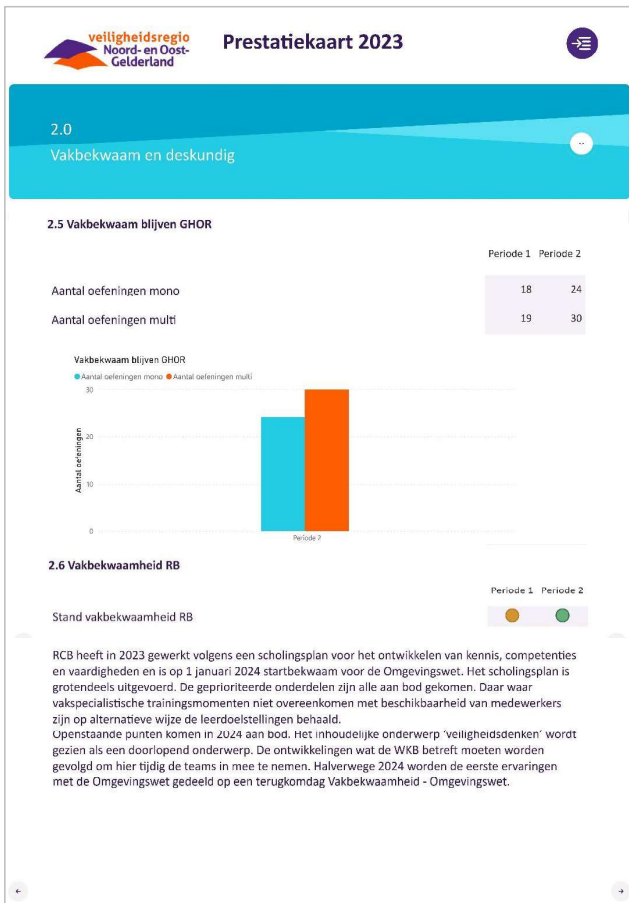 veiligheidsregio
Noord- en Oost-
Gelderland
Prestatiekaart 2023
2.0
Vakbekwaam en deskundig
--
2.5 Vakbekwaam blijven GHOR
Periode 1 Periode 2
Aantal oefeningen mono 18 24
Aantal oefeningen multi 19 30
Vakbekwaam blijven GHOR
Aantal oefeningen mono Aantal oefeningen multi
30
20
10
0
Aantal oefeningen
Periode 2
2.6 Vakbekwaamheid RB
Periode 1 Periode 2
Stand vakbekwaamheid RB
RCB heeft in 2023 gewerkt volgens een scholingsplan voor het ontwikkelen van kennis, competenties
en vaardigheden en is op 1 januari 2024 startbekwaam voor de Omgevingswet. Het scholingsplan is
grotendeels uitgevoerd. De geprioriteerde onderdelen zijn alle aan bod gekomen. Daar waar
vakspecialistische trainingsmomenten niet overeenkomen met beschikbaarheid van medewerkers
zijn op alternatieve wijze de leerdoelstellingen behaald.
Openstaande punten komen in 2024 aan bod. Het inhoudelijke onderwerp 'veiligheidsdenken' wordt
gezien als een doorlopend onderwerp. De ontwikkelingen wat de WKB betreft moeten worden
gevolgd om hier tijdig de teams in mee te nemen. Halverwege 2024 worden de eerste ervaringen
met de Omgevingswet gedeeld op een terugkomdag Vakbekwaamheid - Omgevingswet.